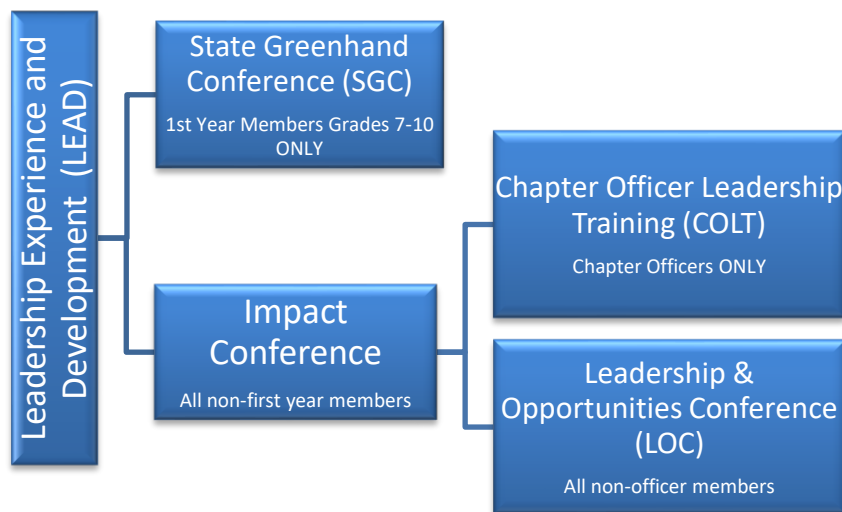 Leadership Experience and
Development (LEAD)
State Greenhand
Conference (SGC)
1st Year Members Grades 7-10
ONLY
Impact
Conference
All non-first year members
Chapter Officer Leadership
Training (COLT)
Chapter Officers ONLY
Leadership &
Opportunities Conference
(LOC)
All non-officer members